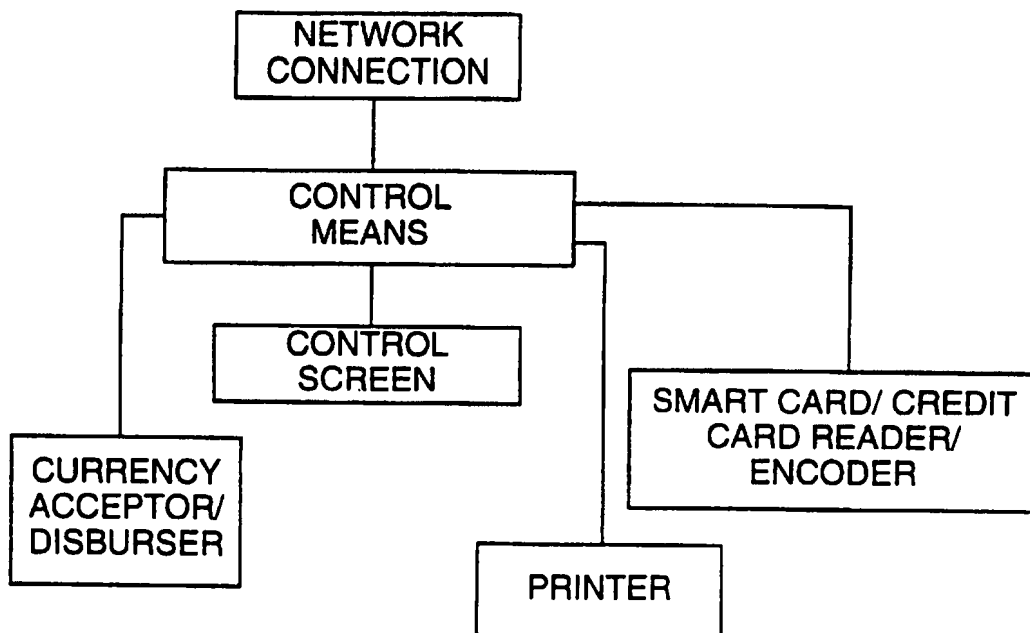 NETWORK
CONNECTION
CONTROL
MEANS
CONTROL
SCREEN
SMART CARD/ CREDIT
CARD READER/
ENCODER
CURRENCY
ACCEPTOR/
DISBURSER
PRINTER